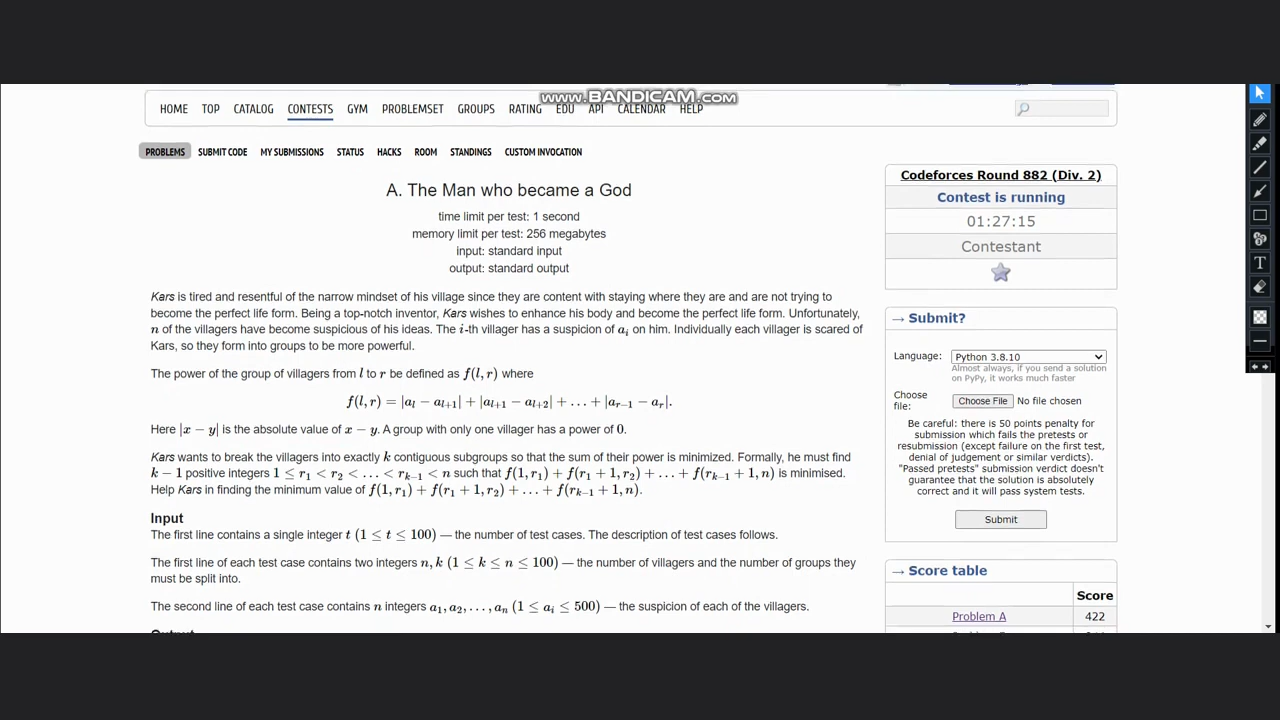 www.BANDICAM.com
HOME TOP CATALOG CONTESTS GYM PROBLEMSET GROUPS RATING EDU API CALENDAR HELP
PROBLEMS SUBMIT CODE MY SUBMISSIONS STATUS HACKS ROOM STANDINGS CUSTOM INVOCATION
A. The Man who became a God
time limit per test: 1 second
memory limit per test: 256 megabytes
input: standard input
output: standard output
Kars is tired and resentful of the narrow mindset of his village since they are content with staying where they are and are not trying to
become the perfect life form. Being a top-notch inventor, Kars wishes to enhance his body and become the perfect life form. Unfortunately,
n of the villagers have become suspicious of his ideas. The i-th villager has a suspicion of a_i on him. Individually each villager is scared of
Kars, so they form into groups to be more powerful.
The power of the group of villagers from l to r be defined as f(l, r) where
f(l, r) = |a_l − a_{l+1}| + |a_{l+1} − a_{l+2}| + … + |a_{r−1} − a_r|.
Here |x − y| is the absolute value of x − y. A group with only one villager has a power of 0.
Kars wants to break the villagers into exactly k contiguous subgroups so that the sum of their power is minimized. Formally, he must find
k − 1 positive integers 1 ≤ r_1 < r_2 < … < r_{k−1} < n such that f(1, r_1) + f(r_1 + 1, r_2) + … + f(r_{k−1} + 1, n) is minimised.
Help Kars in finding the minimum value of f(1, r_1) + f(r_1 + 1, r_2) + … + f(r_{k−1} + 1, n).
Input
The first line contains a single integer t (1 ≤ t ≤ 100) — the number of test cases. The description of test cases follows.
The first line of each test case contains two integers n, k (1 ≤ k ≤ n ≤ 100) — the number of villagers and the number of groups they
must be split into.
The second line of each test case contains n integers a_1, a_2, …, a_n (1 ≤ a_i ≤ 500) — the suspicion of each of the villagers.
Codeforces Round 882 (Div. 2)
Contest is running
01:27:15
Contestant
→ Submit?
Language: Python 3.8.10
Almost always, if you send a solution
on PyPy, it works much faster
Choose
file: Choose File No file chosen
Be careful: there is 50 points penalty for
submission which fails the pretests or
resubmission (except failure on the first test,
denial of judgement or similar verdicts).
"Passed pretests" submission verdict doesn't
guarantee that the solution is absolutely
correct and it will pass system tests.
Submit
→ Score table
Score
Problem A 422